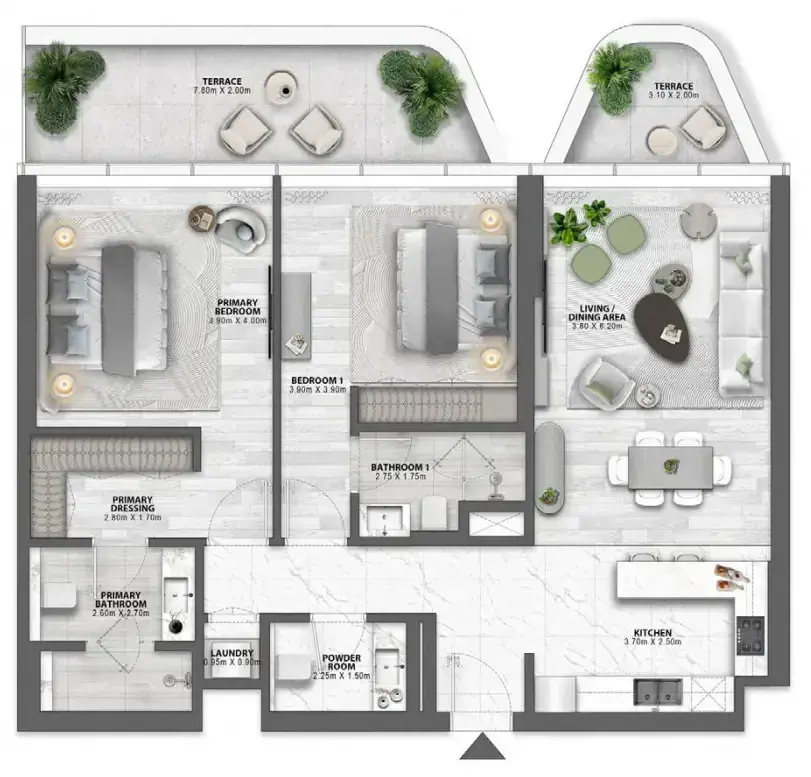 TERRACE
7.80m X 2.00m
TERRACE
3.10 X 2.00m
PRIMARY
BEDROOM
3.90m X 4.00m
LIVING /
DINING AREA
3.80 X 6.20m
BEDROOM 1
3.90m X 3.90m
BATHROOM 1
2.75 X 1.75m
PRIMARY
DRESSING
2.80m X 1.70m
PRIMARY
BATHROOM
2.60m X 2.70m
LAUNDRY
0.95m X 0.90m
POWDER
ROOM
2.25m X 1.50m
KITCHEN
3.70m X 2.50m